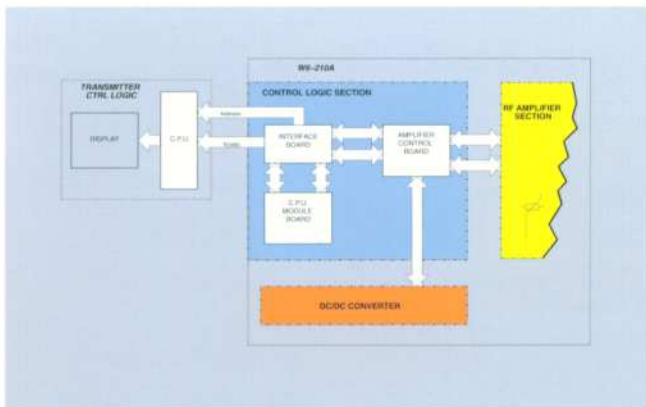 W6-210A
TRANSMITTER
CTRL LOGIC
CONTROL LOGIC SECTION
RF AMPLIFIER
SECTION
DISPLAY
C.P.U.
INTERFACE
BOARD
AMPLIFIER
CONTROL
BOARD
C.P.U.
MODULE
BOARD
DC/DC CONVERTER